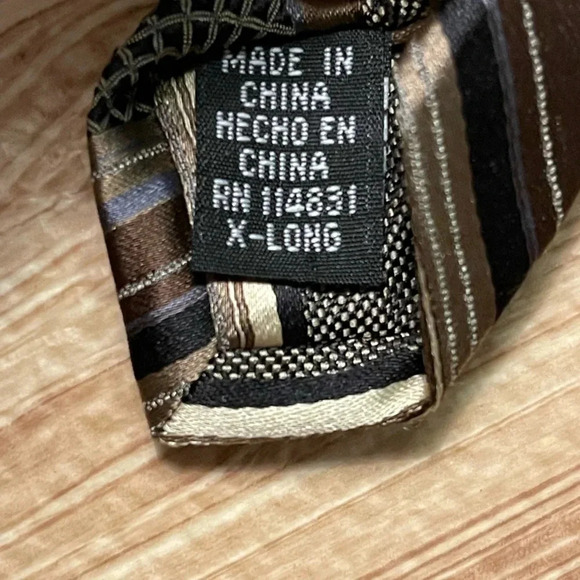 MADE IN
CHINA
HECHO EN
CHINA
RN 114831
X-LONG